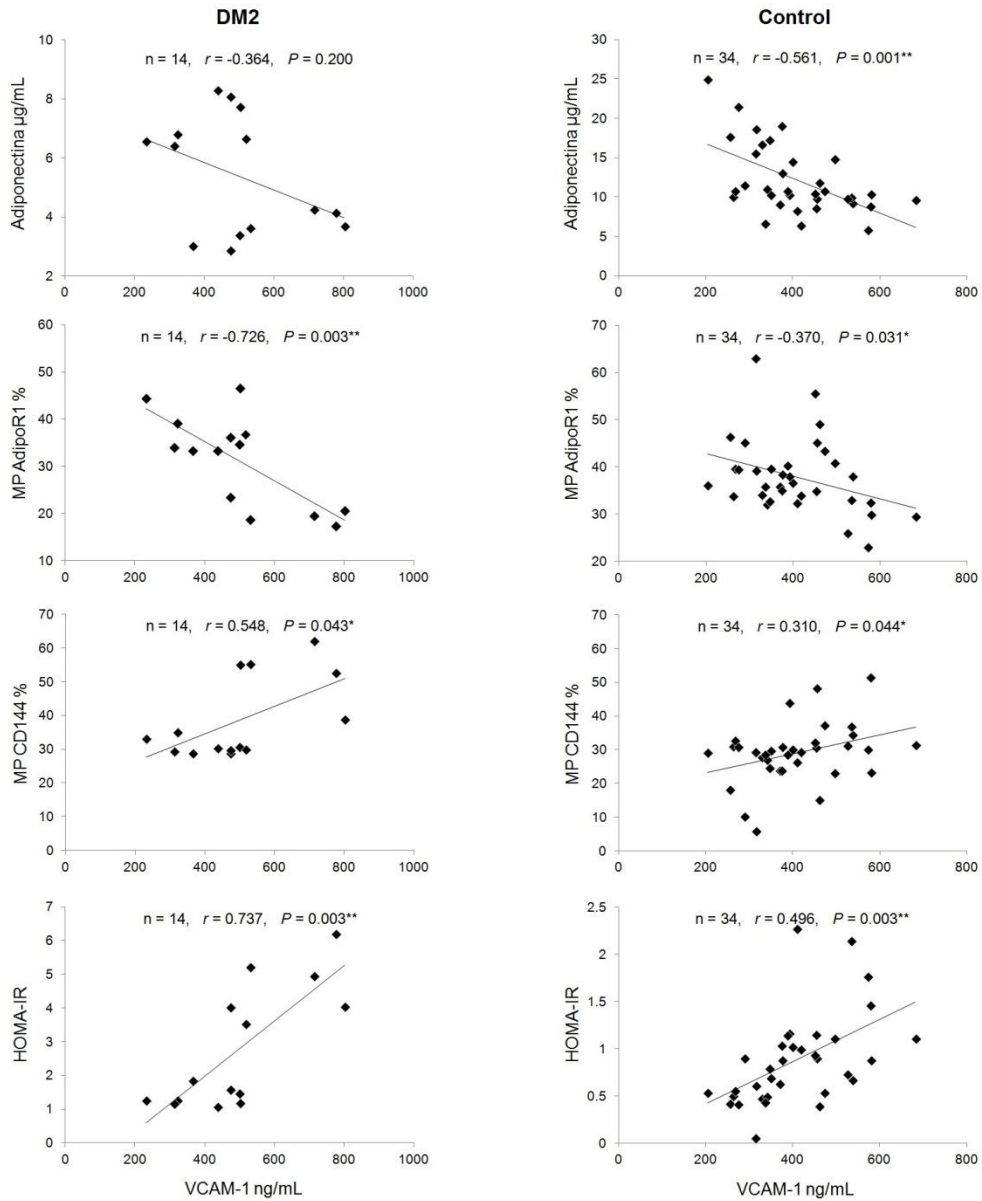 DM2
Control
n = 14, r = -0.364, P = 0.200
Adiponectina µg/mL
10
8
6
4
2
0 200 400 600 800 1000
n = 34, r = -0.561, P = 0.001**
Adiponectina µg/mL
30
25
20
15
10
5
0
0 200 400 600 800
n = 14, r = -0.726, P = 0.003**
MP AdipoR1 %
60
50
40
30
20
10
0 200 400 600 800 1000
n = 34, r = -0.370, P = 0.031*
MP AdipoR1 %
70
60
50
40
30
20
0 200 400 600 800
n = 14, r = 0.548, P = 0.043*
MP CD144 %
70
60
50
40
30
20
10
0
0 200 400 600 800 1000
n = 34, r = 0.310, P = 0.044*
MP CD144 %
70
60
50
40
30
20
10
0
0 200 400 600 800
n = 14, r = 0.737, P = 0.003**
HOMA-IR
7
6
5
4
3
2
1
0
0 200 400 600 800 1000
VCAM-1 ng/mL
n = 34, r = 0.496, P = 0.003**
HOMA-IR
2.5
2
1.5
1
0.5
0
0 200 400 600 800
VCAM-1 ng/mL